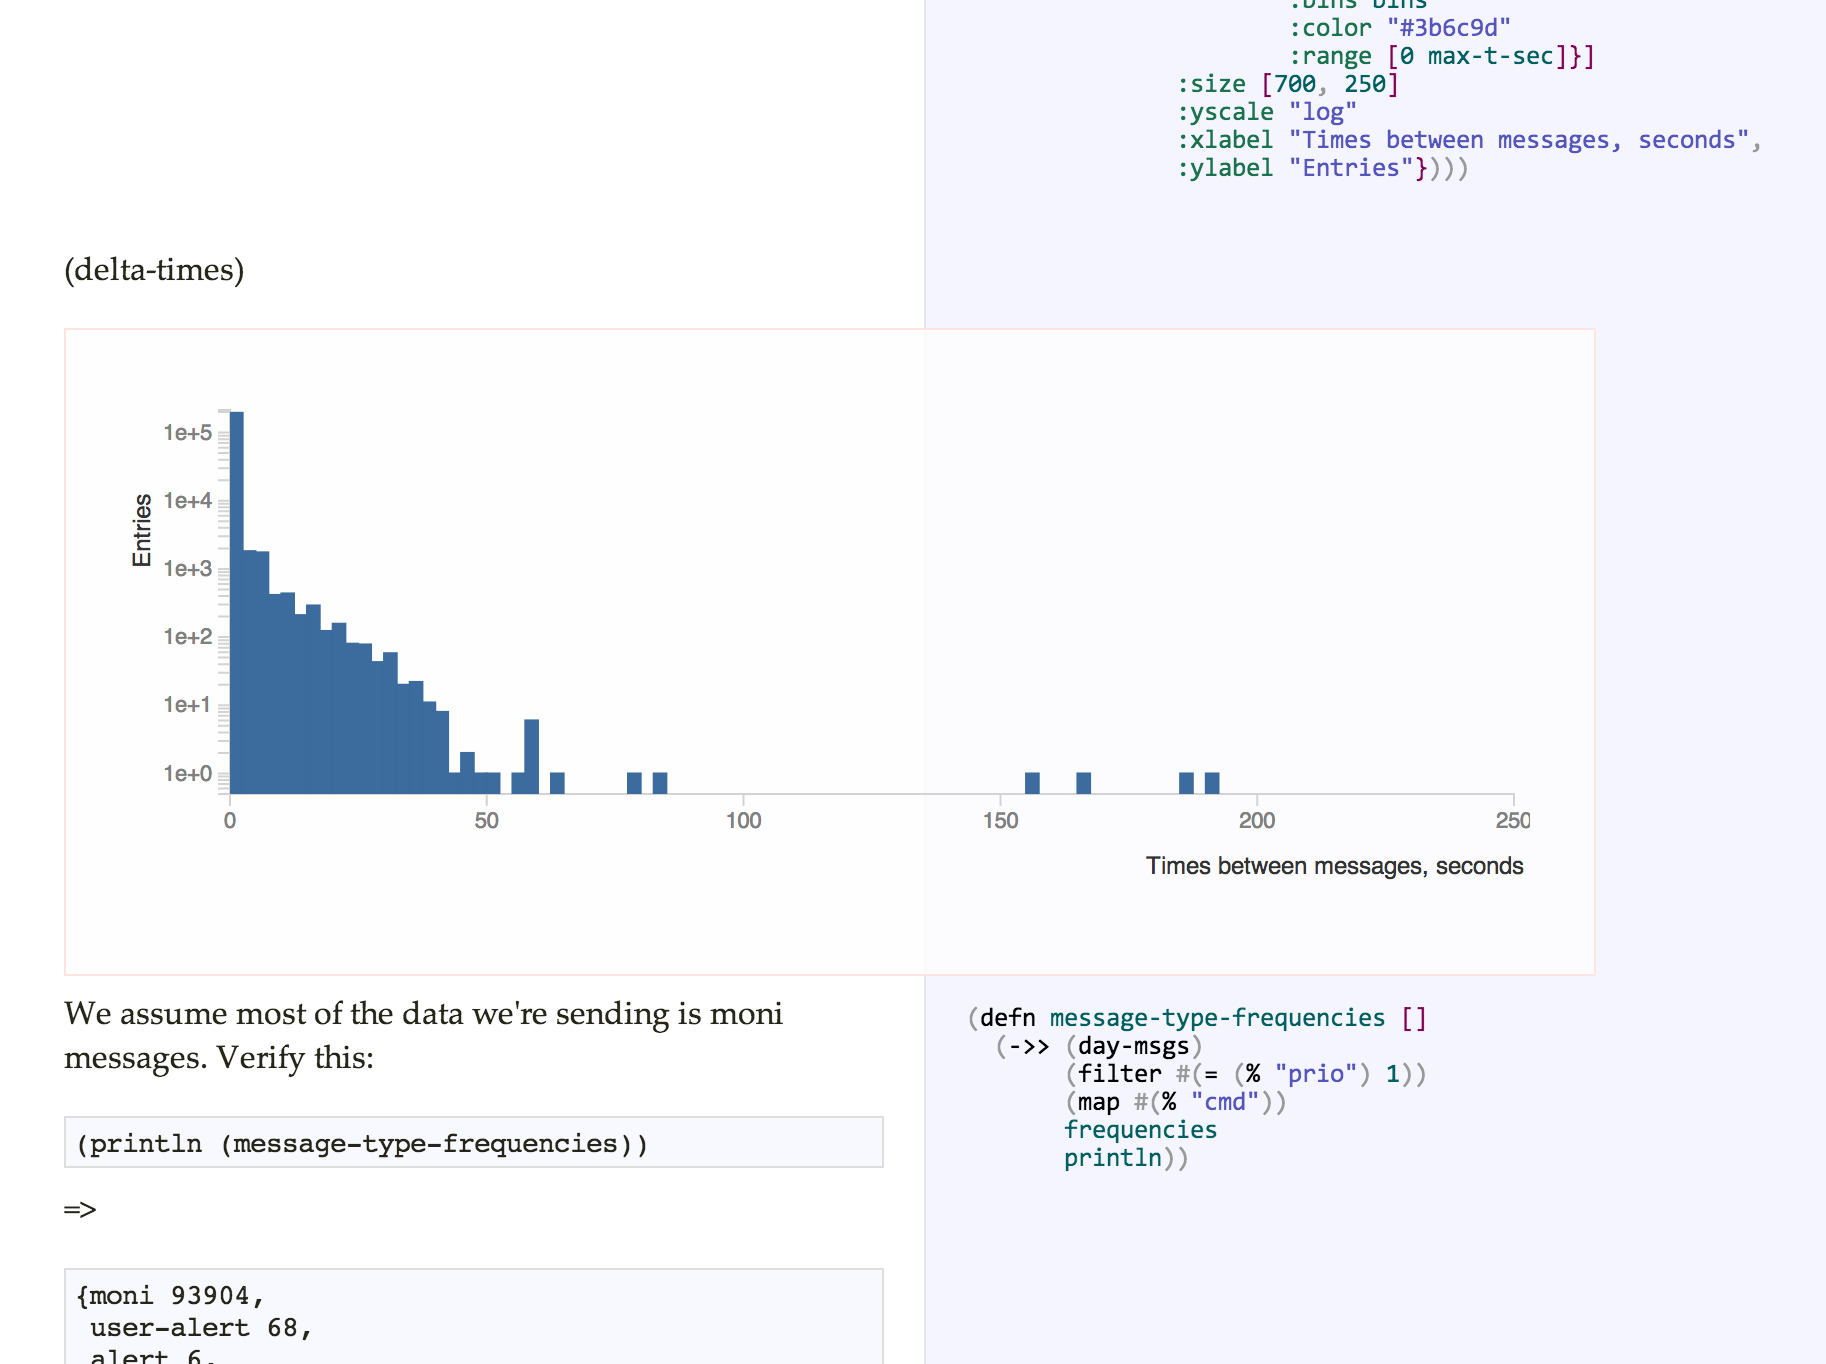 :bins bins
:color "#3b6c9d"
:range [0 max-t-sec]}]
:size [700, 250]
:yscale "log"
:xlabel "Times between messages, seconds",
:ylabel "Entries"})))
(delta-times)
1e+5
1e+4
1e+3
1e+2
1e+1
1e+0
Entries
0 50 100 150 200 250
Times between messages, seconds
We assume most of the data we're sending is moni
messages. Verify this:
(println (message-type-frequencies))
=>
{moni 93904,
user-alert 68,
alert 6,
(defn message-type-frequencies []
(->> (day-msgs)
(filter #(= (% "prio") 1))
(map #(% "cmd"))
frequencies
println))